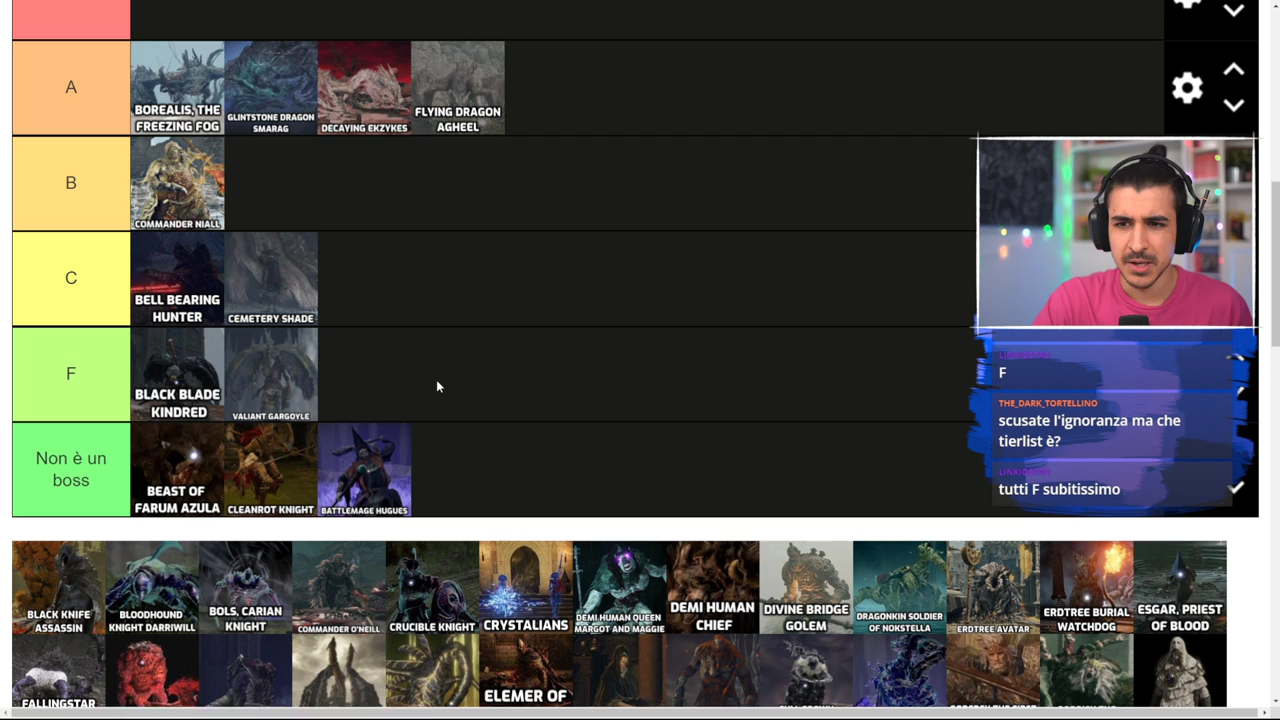 A
BOREALIS, THE
FREEZING FOG
GLINTSTONE DRAGON
SMARAG
DECAYING EKZYKES
FLYING DRAGON
AGHEEL
B
COMMANDER NIALL
C
BELL BEARING
HUNTER
CEMETERY SHADE
F
BLACK BLADE
KINDRED
VALIANT GARGOYLE
Non è un
boss
BEAST OF
FARUM AZULA
CLEANROT KNIGHT
BATTLEMAGE HUGUES
F
THE_DARK_TORTELLINO
scusate l'ignoranza ma che
tierlist è?
tutti F subitissimo
BLACK KNIFE
ASSASSIN
BLOODHOUND
KNIGHT DARRIWILL
BOLS, CARIAN
KNIGHT
COMMANDER O'NEILL
CRUCIBLE KNIGHT
CRYSTALIANS
DEMI HUMAN QUEEN
MARGOT AND MAGGIE
DEMI HUMAN
CHIEF
DIVINE BRIDGE
GOLEM
DRAGONKIN SOLDIER
OF NOKSTELLA
ERDTREE AVATAR
ERDTREE BURIAL
WATCHDOG
ESGAR, PRIEST
OF BLOOD
FALLINGSTAR
ELEMER OF